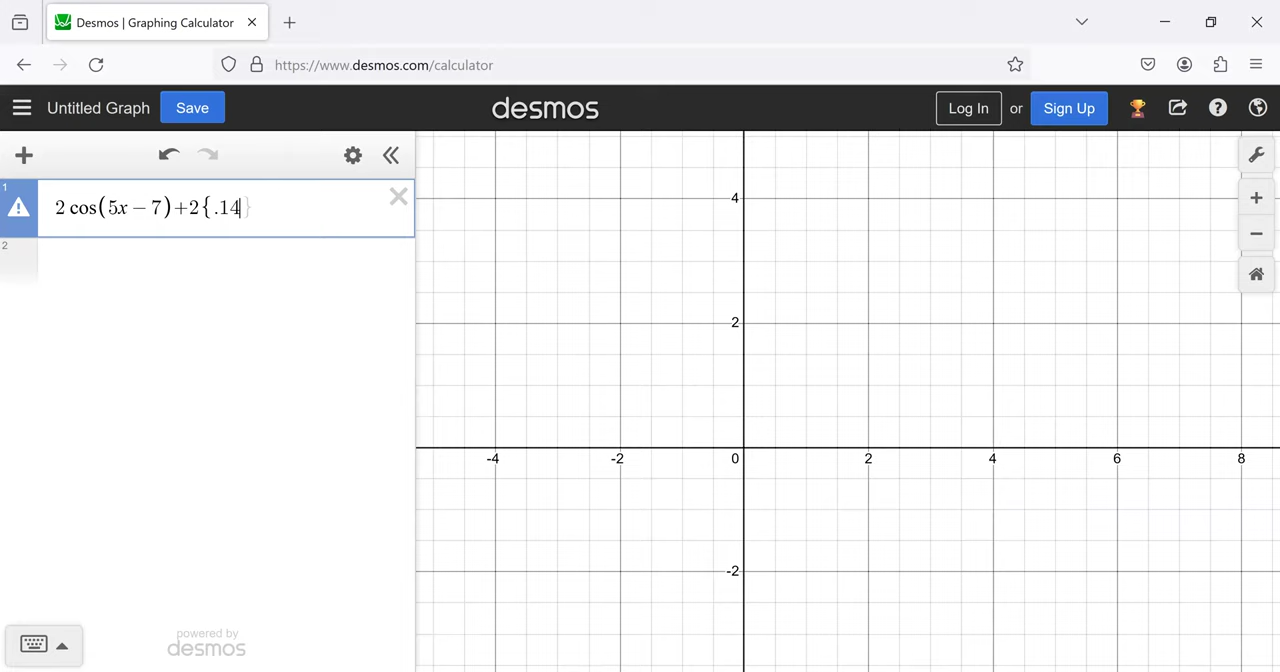 Desmos | Graphing Calculator
https://www.desmos.com/calculator
Untitled Graph
Save
desmos
Log In
or
Sign Up
1
2 cos(5x − 7)+2{.14}
2
4
2
-4
-2
0
2
4
6
8
-2
powered by
desmos